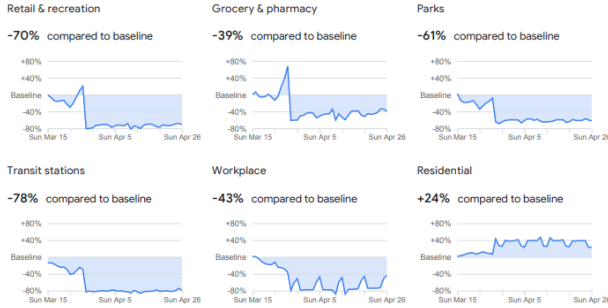 Retail & recreation
-70% compared to baseline
+80%
+40%
Baseline
-40%
-80%
Sun Mar 15 Sun Apr 5 Sun Apr 26
Grocery & pharmacy
-39% compared to baseline
+80%
+40%
Baseline
-40%
-80%
Sun Mar 15 Sun Apr 5 Sun Apr 26
Parks
-61% compared to baseline
+80%
+40%
Baseline
-40%
-80%
Sun Mar 15 Sun Apr 5 Sun Apr 26
Transit stations
-78% compared to baseline
+80%
+40%
Baseline
-40%
-80%
Sun Mar 15 Sun Apr 5 Sun Apr 26
Workplace
-43% compared to baseline
+80%
+40%
Baseline
-40%
-80%
Sun Mar 15 Sun Apr 5 Sun Apr 26
Residential
+24% compared to baseline
+80%
+40%
Baseline
-40%
-80%
Sun Mar 15 Sun Apr 5 Sun Apr 26